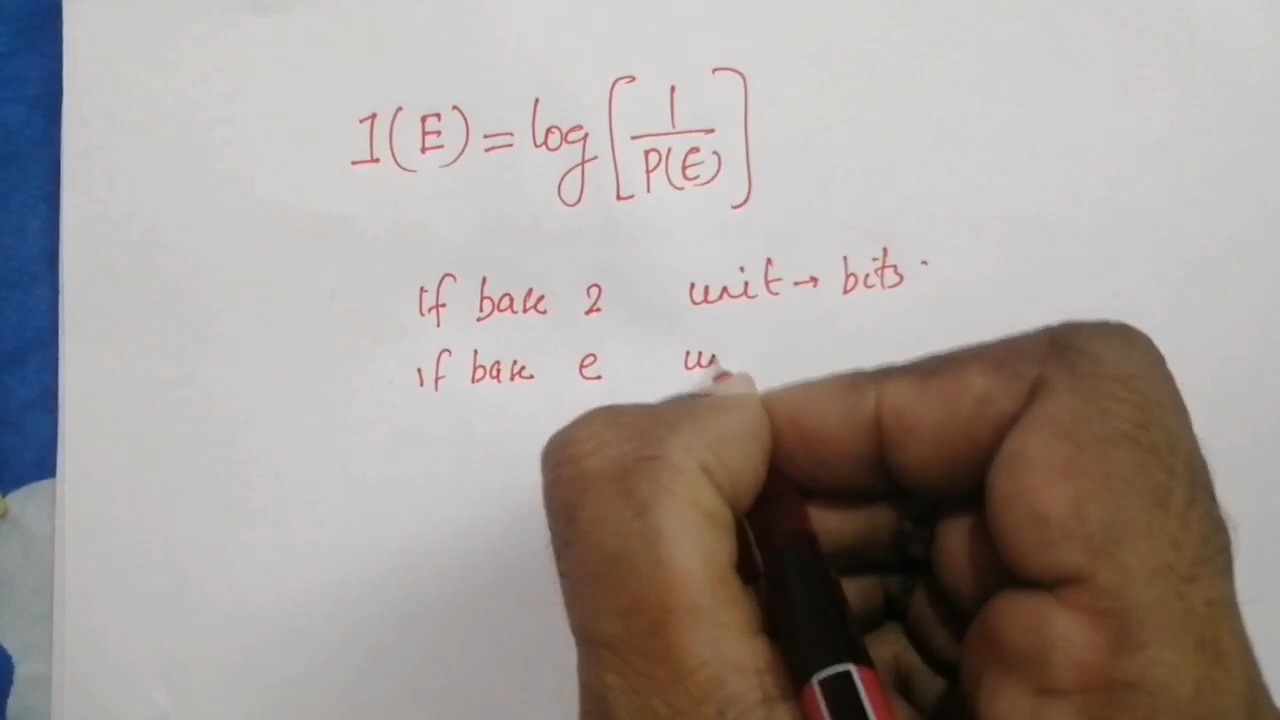 I(E) = log [ 1 / P(E) ]
If base 2 unit → bits.
if base e